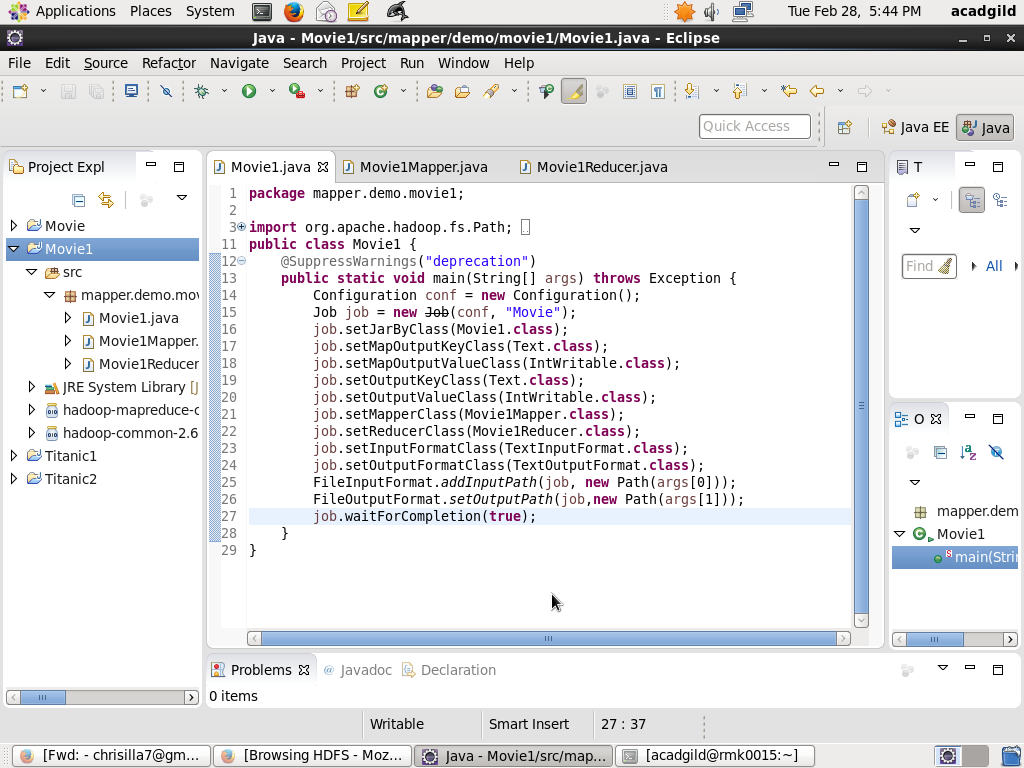 Applications Places System Tue Feb 28, 5:44 PM acadgild
Java - Movie1/src/mapper/demo/movie1/Movie1.java - Eclipse
File Edit Source Refactor Navigate Search Project Run Window Help
Quick Access Java EE Java
Project Expl
Movie
Movie1
src
mapper.demo.mov
Movie1.java
Movie1Mapper.
Movie1Reducer
JRE System Library [J
hadoop-mapreduce-c
hadoop-common-2.6
Titanic1
Titanic2
Movie1.java Movie1Mapper.java Movie1Reducer.java
1 package mapper.demo.movie1;
2
3 import org.apache.hadoop.fs.Path;
11 public class Movie1 {
12 @SuppressWarnings("deprecation")
13 public static void main(String[] args) throws Exception {
14 Configuration conf = new Configuration();
15 Job job = new Job(conf, "Movie");
16 job.setJarByClass(Movie1.class);
17 job.setMapOutputKeyClass(Text.class);
18 job.setMapOutputValueClass(IntWritable.class);
19 job.setOutputKeyClass(Text.class);
20 job.setOutputValueClass(IntWritable.class);
21 job.setMapperClass(Movie1Mapper.class);
22 job.setReducerClass(Movie1Reducer.class);
23 job.setInputFormatClass(TextInputFormat.class);
24 job.setOutputFormatClass(TextOutputFormat.class);
25 FileInputFormat.addInputPath(job, new Path(args[0]));
26 FileOutputFormat.setOutputPath(job,new Path(args[1]));
27 job.waitForCompletion(true);
28 }
29 }
T
Find All
O
mapper.dem
Movie1
main(Strin
Problems Javadoc Declaration
0 items
Writable Smart Insert 27 : 37
[Fwd: - chrisilla7@gm... [Browsing HDFS - Moz... Java - Movie1/src/map... [acadgild@rmk0015:~]